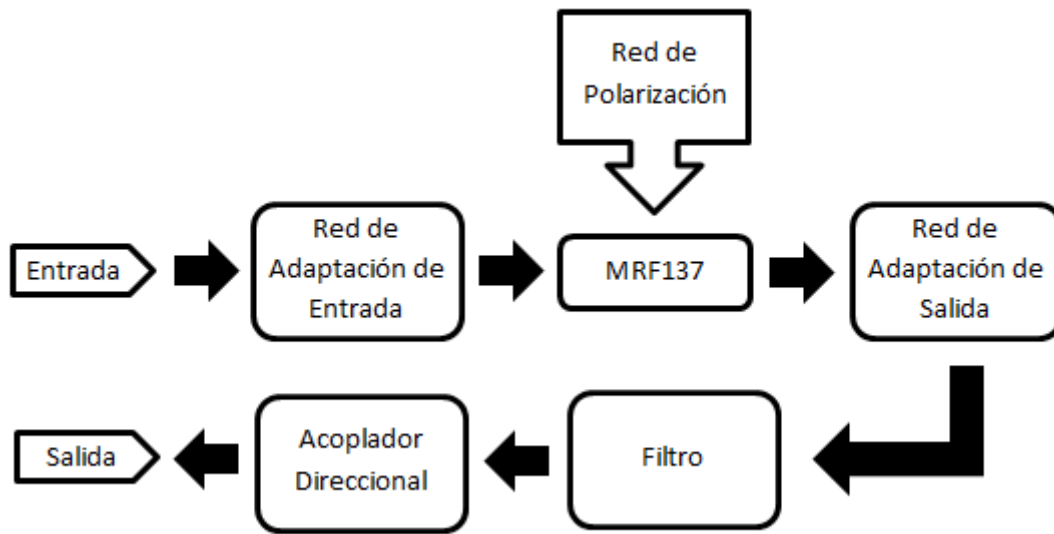 Red de
Polarización
Entrada
Red de
Adaptación de
Entrada
MRF137
Red de
Adaptación de
Salida
Salida
Acoplador
Direccional
Filtro